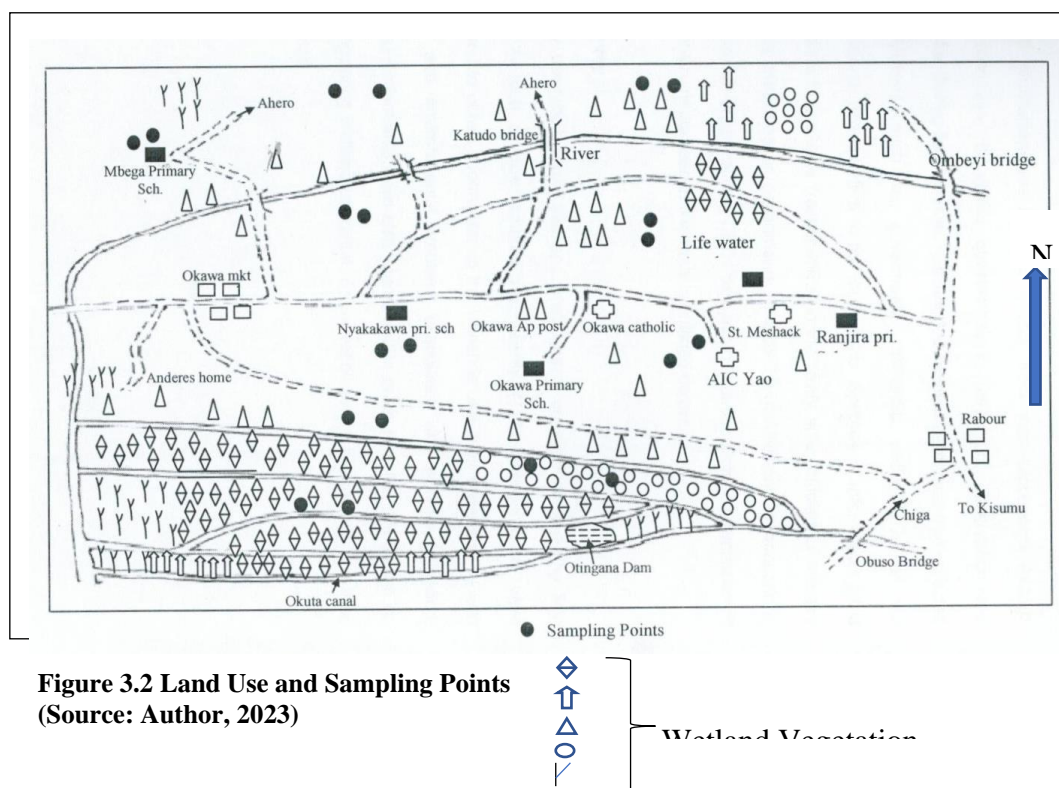 Ahero
Ahero
Katudo bridge
River
Mbega Primary
Sch.
Ombeyi bridge
Life water
N
Okawa mkt
Nyakakawa pri. sch
Okawa Ap post
Okawa catholic
St. Meshack
Ranjira pri.
Anderes home
Okawa Primary
Sch.
AIC Yao
Rabour
Chiga
To Kisumu
Otingana Dam
Obuso Bridge
Okuta canal
Sampling Points
Figure 3.2 Land Use and Sampling Points
(Source: Author, 2023)
Wetland Vegetation